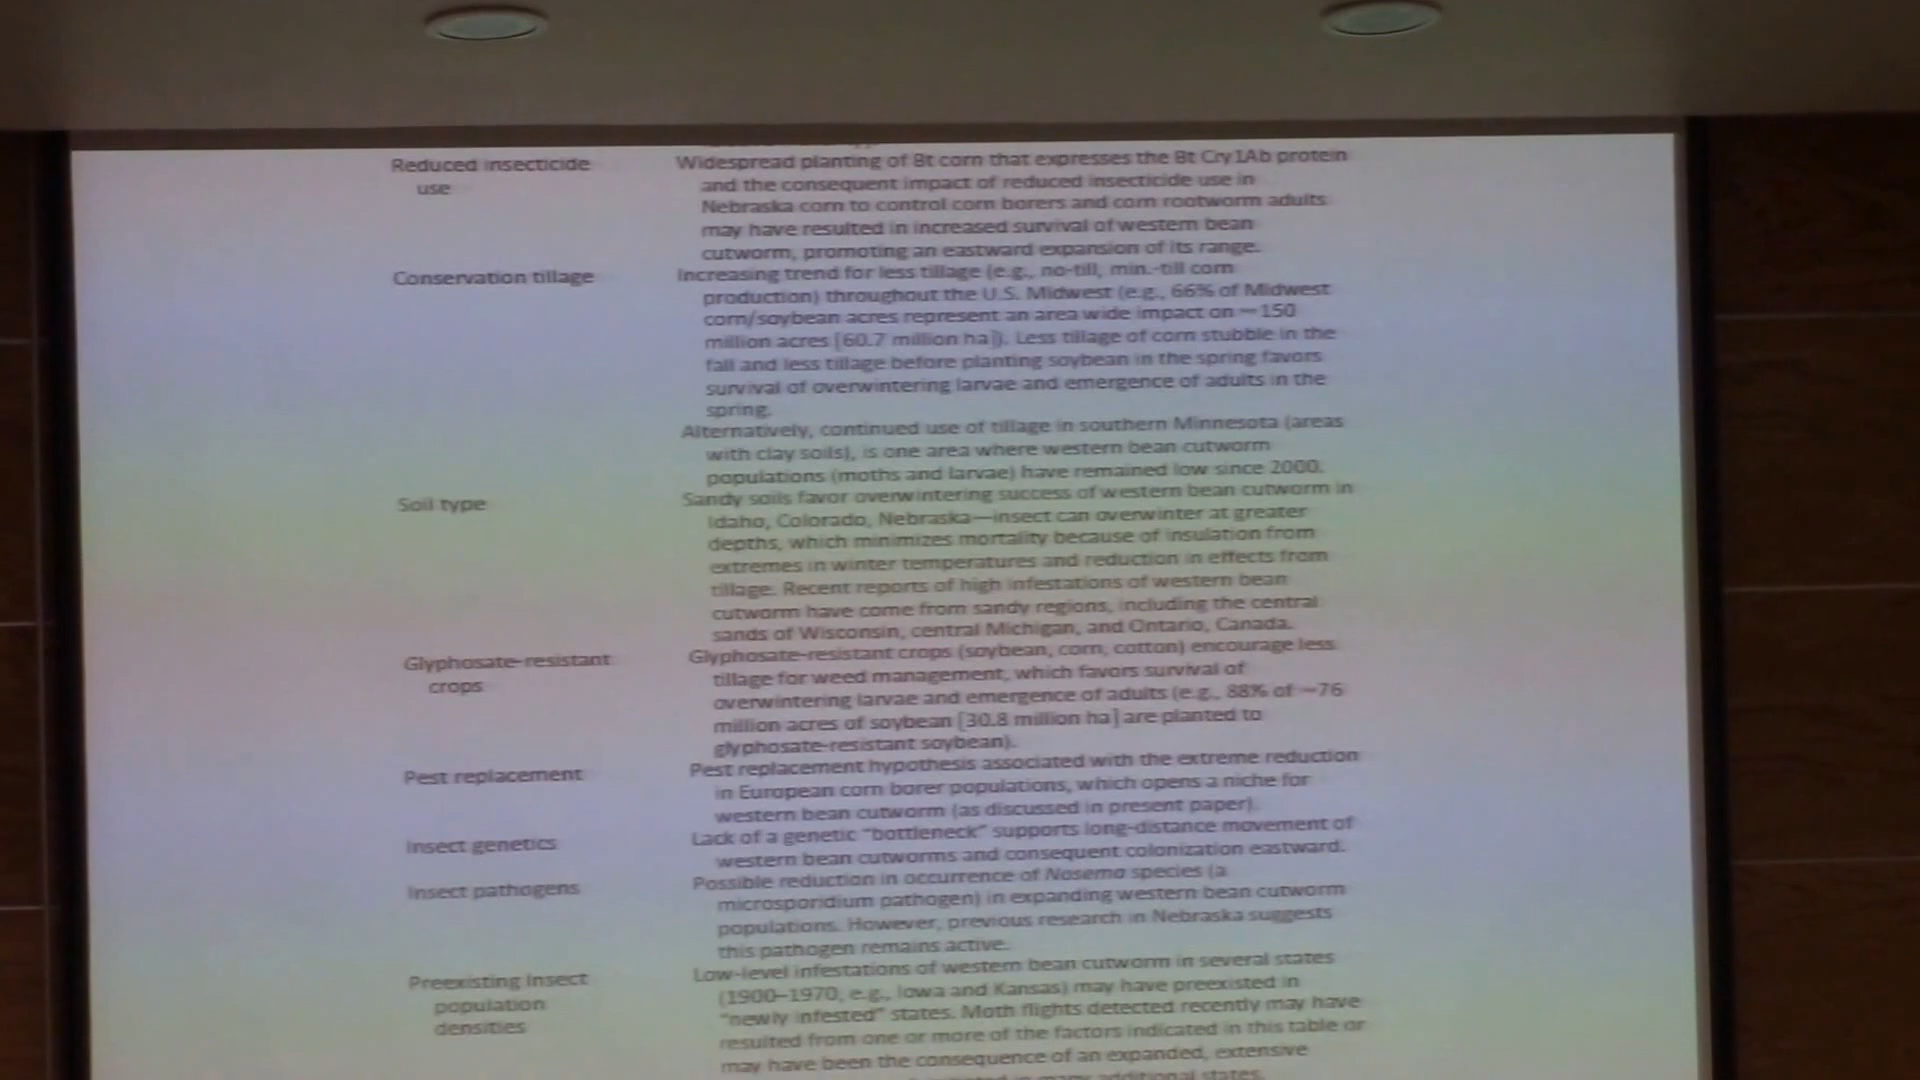 Reduced insecticide
use
Widespread planting of Bt corn that expresses the Bt Cry1Ab protein
and the consequent impact of reduced insecticide use in
Nebraska corn to control corn borers and corn rootworm adults
may have resulted in increased survival of western bean
cutworm, promoting an eastward expansion of its range.
Conservation tillage
Increasing trend for less tillage (e.g., no-till, min.-till corn
production) throughout the U.S. Midwest (e.g., 66% of Midwest
corn/soybean acres represent an area wide impact on ~150
million acres [60.7 million ha]). Less tillage of corn stubble in the
fall and less tillage before planting soybean in the spring favors
survival of overwintering larvae and emergence of adults in the
spring.
Alternatively, continued use of tillage in southern Minnesota (areas
with clay soils), is one area where western bean cutworm
populations (moths and larvae) have remained low since 2000.
Soil type
Sandy soils favor overwintering success of western bean cutworm in
Idaho, Colorado, Nebraska—insect can overwinter at greater
depths, which minimizes mortality because of insulation from
extremes in winter temperatures and reduction in effects from
tillage. Recent reports of high infestations of western bean
cutworm have come from sandy regions, including the central
sands of Wisconsin, central Michigan, and Ontario, Canada.
Glyphosate-resistant
crops
Glyphosate-resistant crops (soybean, corn, cotton) encourage less
tillage for weed management, which favors survival of
overwintering larvae and emergence of adults (e.g., 88% of ~76
million acres of soybean [30.8 million ha] are planted to
glyphosate-resistant soybean).
Pest replacement
Pest replacement hypothesis associated with the extreme reduction
in European corn borer populations, which opens a niche for
western bean cutworm (as discussed in present paper).
Insect genetics
Lack of a genetic "bottleneck" supports long-distance movement of
western bean cutworms and consequent colonization eastward.
Insect pathogens
Possible reduction in occurrence of Nosema species (a
microsporidium pathogen) in expanding western bean cutworm
populations. However, previous research in Nebraska suggests
this pathogen remains active.
Preexisting insect
population
densities
Low-level infestations of western bean cutworm in several states
(1900–1970, e.g., Iowa and Kansas) may have preexisted in
"newly infested" states. Moth flights detected recently may have
resulted from one or more of the factors indicated in this table or
may have been the consequence of an expanded, extensive
in many additional states.